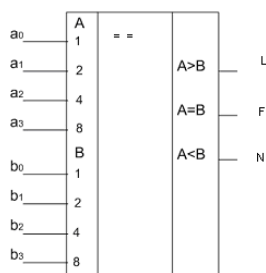 A
a0 1 = =
a1 2 A>B L
a2 4
a3 8 A=B F
B A<B N
b0 1
b1 2
b2 4
b3 8